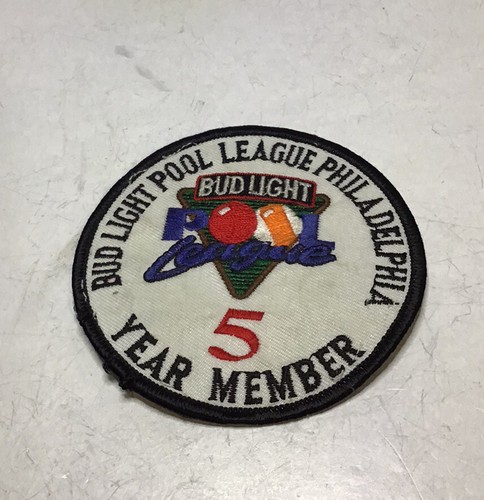 BUD LIGHT POOL LEAGUE PHILADELPHIA
BUD LIGHT
POOL
League
5
YEAR MEMBER